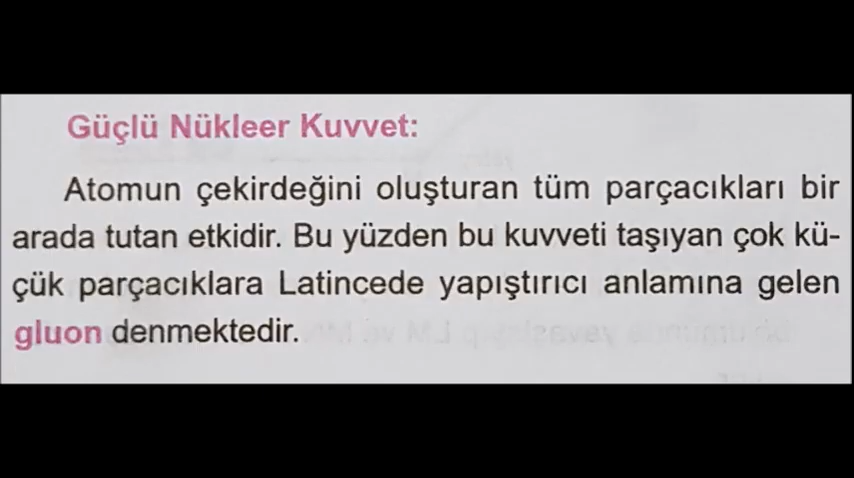 Güçlü Nükleer Kuvvet:
Atomun çekirdeğini oluşturan tüm parçacıkları bir
arada tutan etkidir. Bu yüzden bu kuvveti taşıyan çok kü-
çük parçacıklara Latincede yapıştırıcı anlamına gelen
gluon denmektedir.